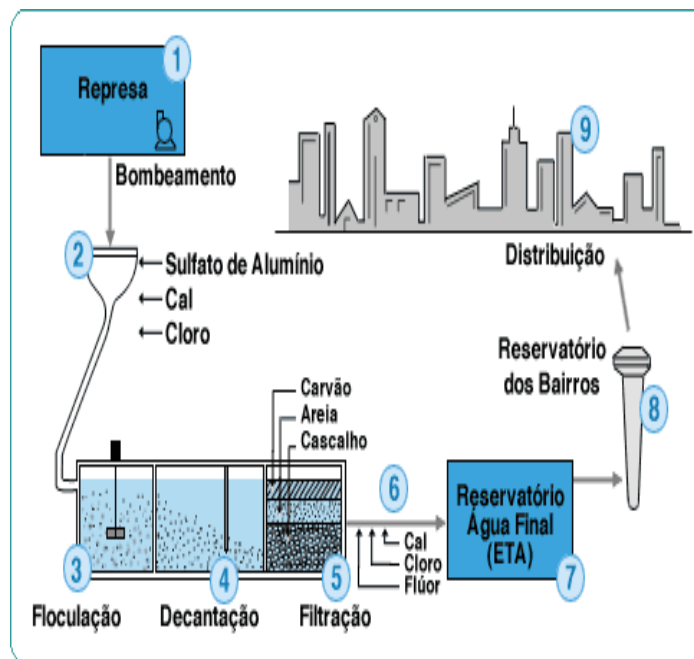 1
Represa
Bombeamento
2
Sulfato de Alumínio
Cal
Cloro
9
Distribuição
Reservatório
dos Bairros
8
Carvão
Areia
Cascalho
3
Floculação
4
Decantação
5
Filtração
6
Cal
Cloro
Flúor
Reservatório
Água Final
(ETA)
7